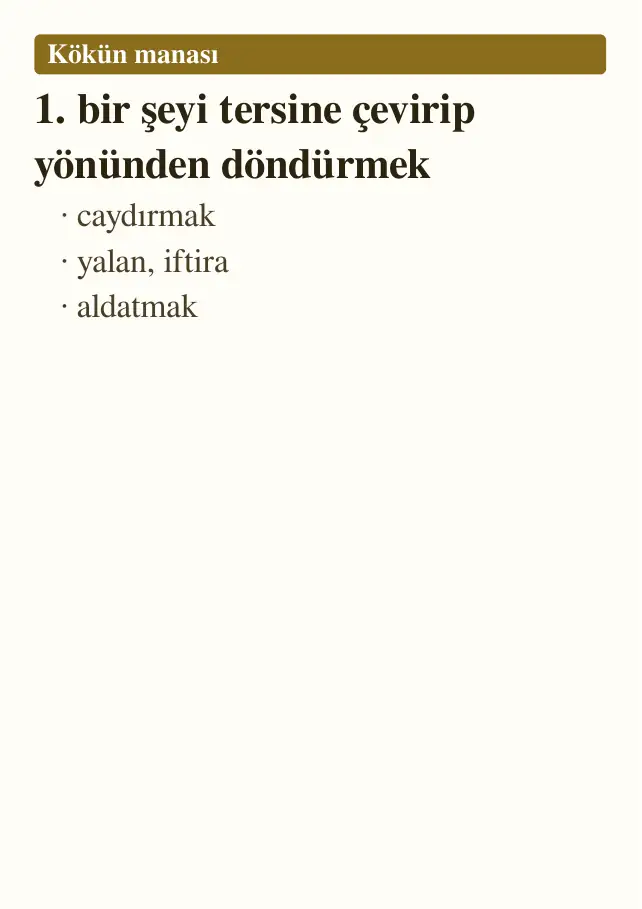 Kökün manası
1. bir şeyi tersine çevirip
yönünden döndürmek
· caydırmak
· yalan, iftira
· aldatmak